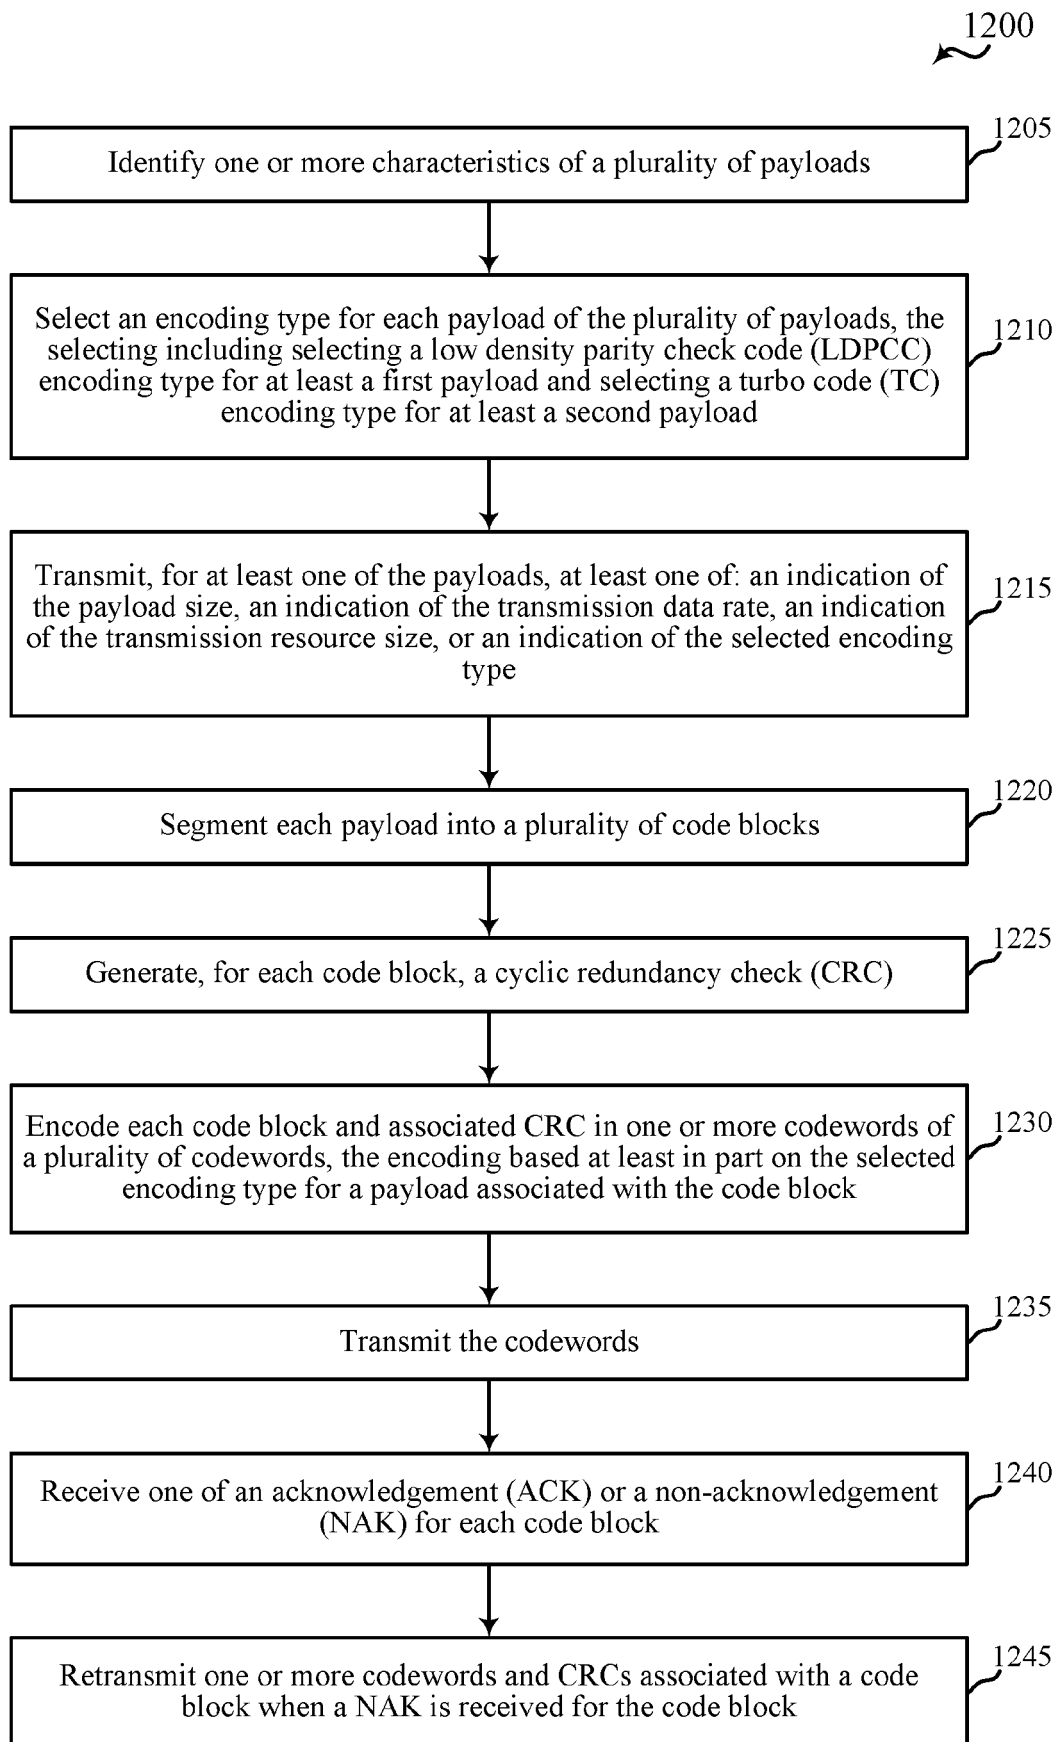 1200
1205
Identify one or more characteristics of a plurality of payloads
1210
Select an encoding type for each payload of the plurality of payloads, the
selecting including selecting a low density parity check code (LDPCC)
encoding type for at least a first payload and selecting a turbo code (TC)
encoding type for at least a second payload
1215
Transmit, for at least one of the payloads, at least one of: an indication of
the payload size, an indication of the transmission data rate, an indication
of the transmission resource size, or an indication of the selected encoding
type
1220
Segment each payload into a plurality of code blocks
1225
Generate, for each code block, a cyclic redundancy check (CRC)
1230
Encode each code block and associated CRC in one or more codewords of
a plurality of codewords, the encoding based at least in part on the selected
encoding type for a payload associated with the code block
1235
Transmit the codewords
1240
Receive one of an acknowledgement (ACK) or a non-acknowledgement
(NAK) for each code block
1245
Retransmit one or more codewords and CRCs associated with a code
block when a NAK is received for the code block